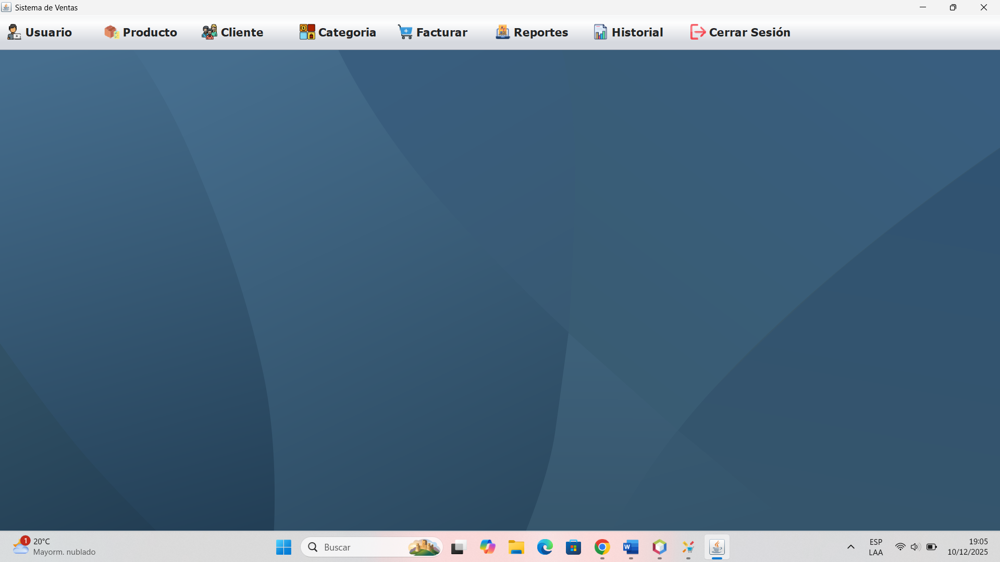 Sistema de Ventas
Usuario Producto Cliente Categoria Facturar Reportes Historial Cerrar Sesión
1
20°C
Mayorm. nublado
Buscar
ESP
LAA
19:05
10/12/2025